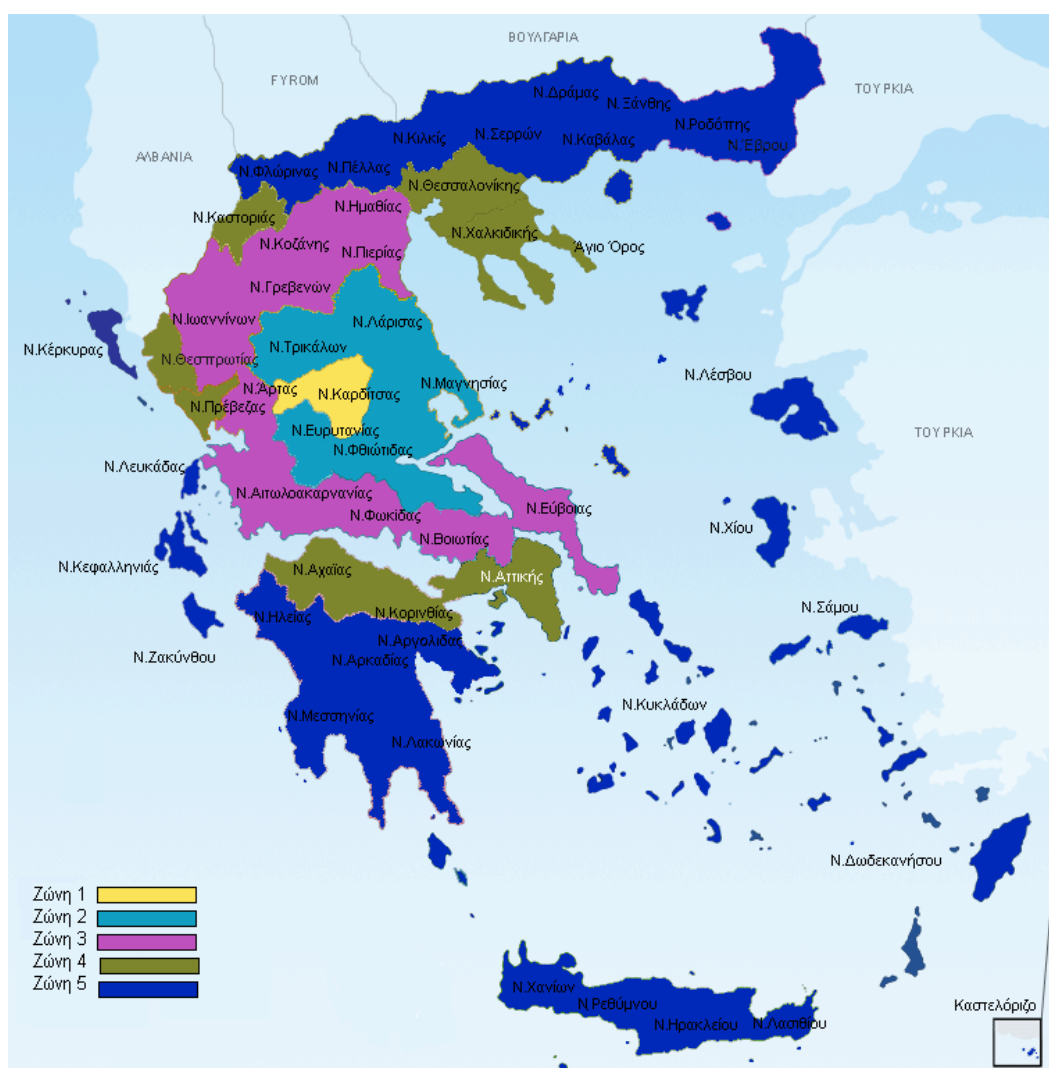 ΒΟΥΛΓΑΡΙΑ
FYROM
ΤΟΥΡΚΙΑ
ΑΛΒΑΝΙΑ
Ν.Δράμας
Ν.Ξάνθης
Ν.Ροδόπης
Ν.Έβρου
Ν.Σερρών
Ν.Καβάλας
Ν.Κιλκίς
Ν.Πέλλας
Ν.Φλώρινας
Ν.Θεσσαλονίκης
Ν.Καστοριάς
Ν.Ημαθίας
Ν.Χαλκιδικής
Άγιο Όρος
Ν.Κοζάνης
Ν.Πιερίας
Ν.Γρεβενών
Ν.Ιωαννίνων
Ν.Λάρισας
Ν.Κέρκυρας
Ν.Θεσπρωτίας
Ν.Τρικάλων
Ν.Λέσβου
Ν.Άρτας
Ν.Καρδίτσας
Ν.Μαγνησίας
Ν.Πρέβεζας
Ν.Ευρυτανίας
Ν.Φθιώτιδας
ΤΟΥΡΚΙΑ
Ν.Λευκάδας
Ν.Αιτωλοακαρνανίας
Ν.Φωκίδας
Ν.Εύβοιας
Ν.Βοιωτίας
Ν.Χίου
Ν.Κεφαλληνιάς
Ν.Αχαΐας
Ν.Αττικής
Ν.Κορινθίας
Ν.Σάμου
Ν.Ηλείας
Ν.Αργολιδας
Ν.Ζακύνθου
Ν.Αρκαδίας
Ν.Κυκλάδων
Ν.Μεσσηνίας
Ν.Λακωνίας
Ν.Δωδεκανήσου
Ζώνη 1
Ζώνη 2
Ζώνη 3
Ζώνη 4
Ζώνη 5
Ν.Χανίων
Ν.Ρεθύμνου
Ν.Ηρακλείου
Ν.Λασιθίου
Καστελόριζο